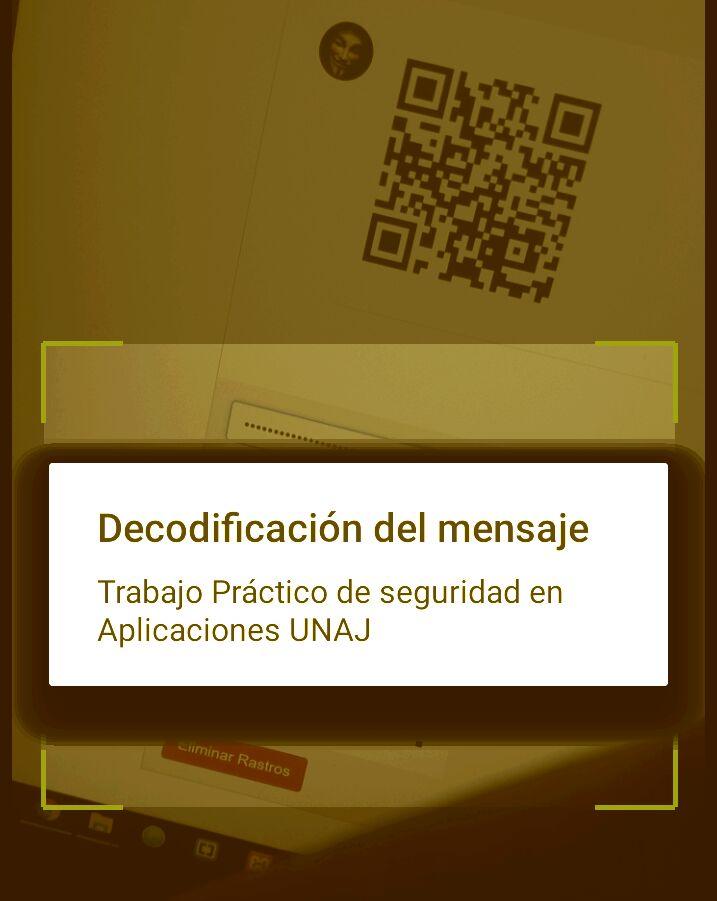 Decodificación del mensaje
Trabajo Práctico de seguridad en
Aplicaciones UNAJ
Eliminar Rastros